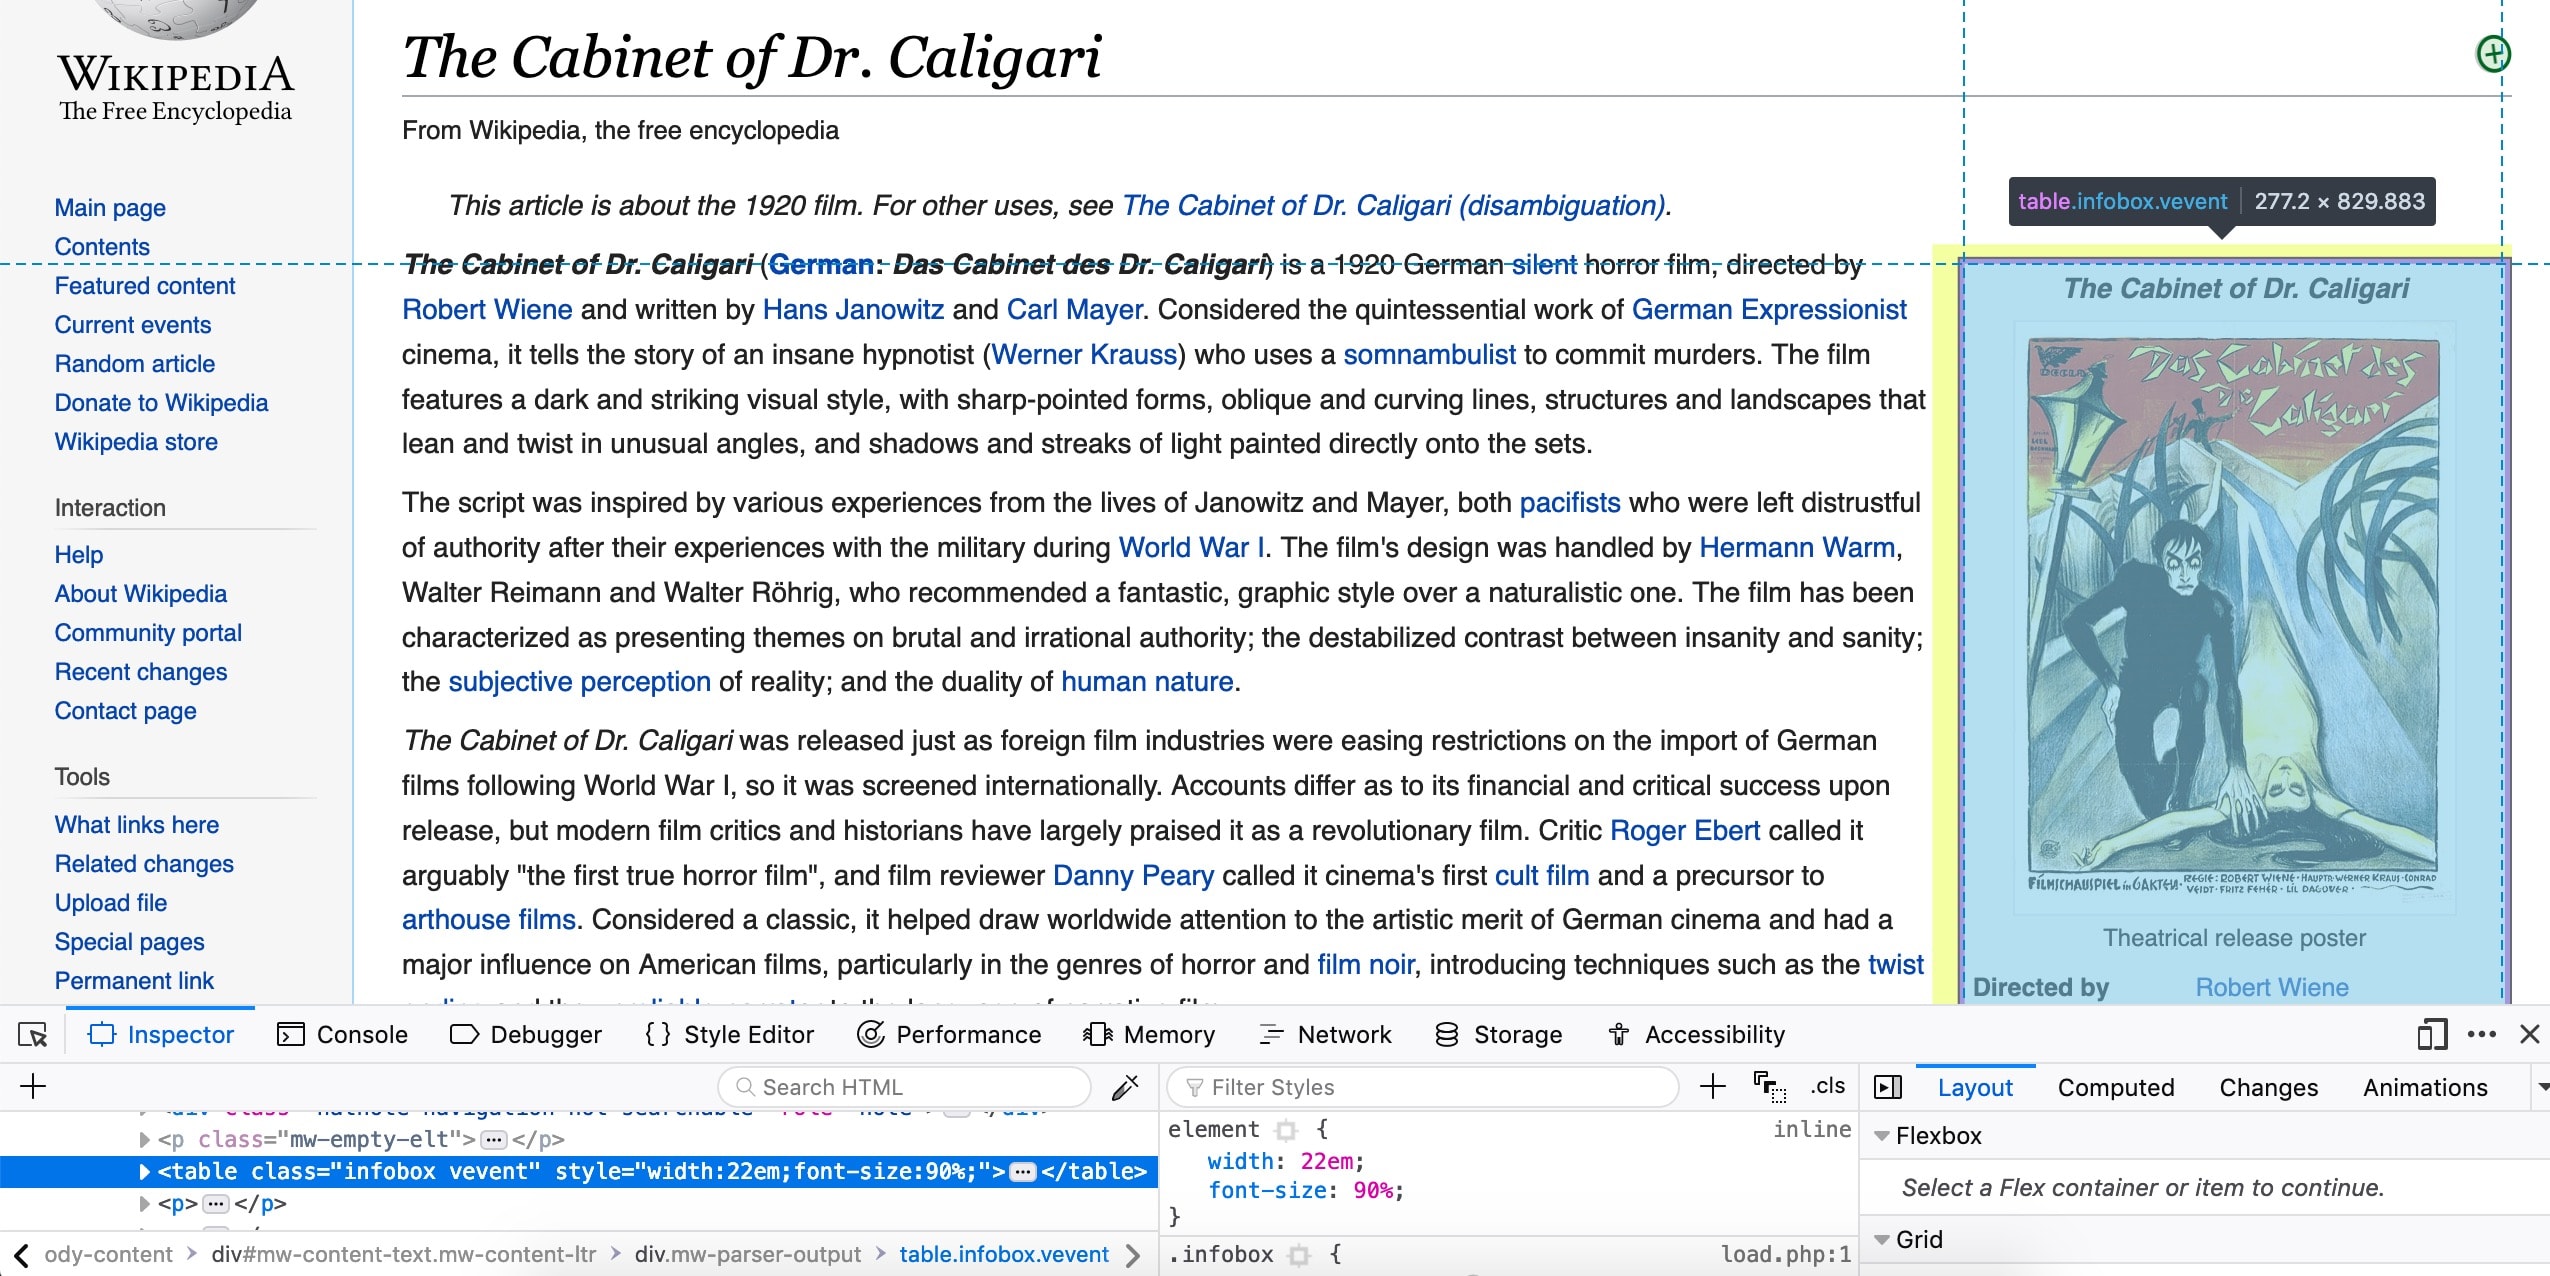 WIKIPEDIA
The Free Encyclopedia
Main page
Contents
Featured content
Current events
Random article
Donate to Wikipedia
Wikipedia store
Interaction
Help
About Wikipedia
Community portal
Recent changes
Contact page
Tools
What links here
Related changes
Upload file
Special pages
Permanent link
The Cabinet of Dr. Caligari
From Wikipedia, the free encyclopedia
This article is about the 1920 film. For other uses, see The Cabinet of Dr. Caligari (disambiguation).
The Cabinet of Dr. Caligari (German: Das Cabinet des Dr. Caligari) is a 1920 German silent horror film, directed by
Robert Wiene and written by Hans Janowitz and Carl Mayer. Considered the quintessential work of German Expressionist
cinema, it tells the story of an insane hypnotist (Werner Krauss) who uses a somnambulist to commit murders. The film
features a dark and striking visual style, with sharp-pointed forms, oblique and curving lines, structures and landscapes that
lean and twist in unusual angles, and shadows and streaks of light painted directly onto the sets.
The script was inspired by various experiences from the lives of Janowitz and Mayer, both pacifists who were left distrustful
of authority after their experiences with the military during World War I. The film's design was handled by Hermann Warm,
Walter Reimann and Walter Röhrig, who recommended a fantastic, graphic style over a naturalistic one. The film has been
characterized as presenting themes on brutal and irrational authority; the destabilized contrast between insanity and sanity;
the subjective perception of reality; and the duality of human nature.
The Cabinet of Dr. Caligari was released just as foreign film industries were easing restrictions on the import of German
films following World War I, so it was screened internationally. Accounts differ as to its financial and critical success upon
release, but modern film critics and historians have largely praised it as a revolutionary film. Critic Roger Ebert called it
arguably "the first true horror film", and film reviewer Danny Peary called it cinema's first cult film and a precursor to
arthouse films. Considered a classic, it helped draw worldwide attention to the artistic merit of German cinema and had a
major influence on American films, particularly in the genres of horror and film noir, introducing techniques such as the twist
table.infobox.vevent 277.2 × 829.883
The Cabinet of Dr. Caligari
DECLA
Das Cabinet des
Dr. Caligari
FILMSCHAUSPIEL in 6 AKTEN · REGIE: ROBERT WIENE · HAUPTR: WERNER KRAUS · CONRAD
VEIDT · FRITZ FEHÉR · LIL DAGOVER ·
Theatrical release poster
Directed by Robert Wiene
Inspector Console Debugger { } Style Editor Performance Memory Network Storage Accessibility
Search HTML
<p class="mw-empty-elt">…</p>
<table class="infobox vevent" style="width:22em;font-size:90%;">…</table>
<p>…</p>
ody-content > div#mw-content-text.mw-content-ltr > div.mw-parser-output > table.infobox.vevent
Filter Styles .cls
element { inline
width: 22em;
font-size: 90%;
}
.infobox { load.php:1
Layout Computed Changes Animations
Flexbox
Select a Flex container or item to continue.
Grid